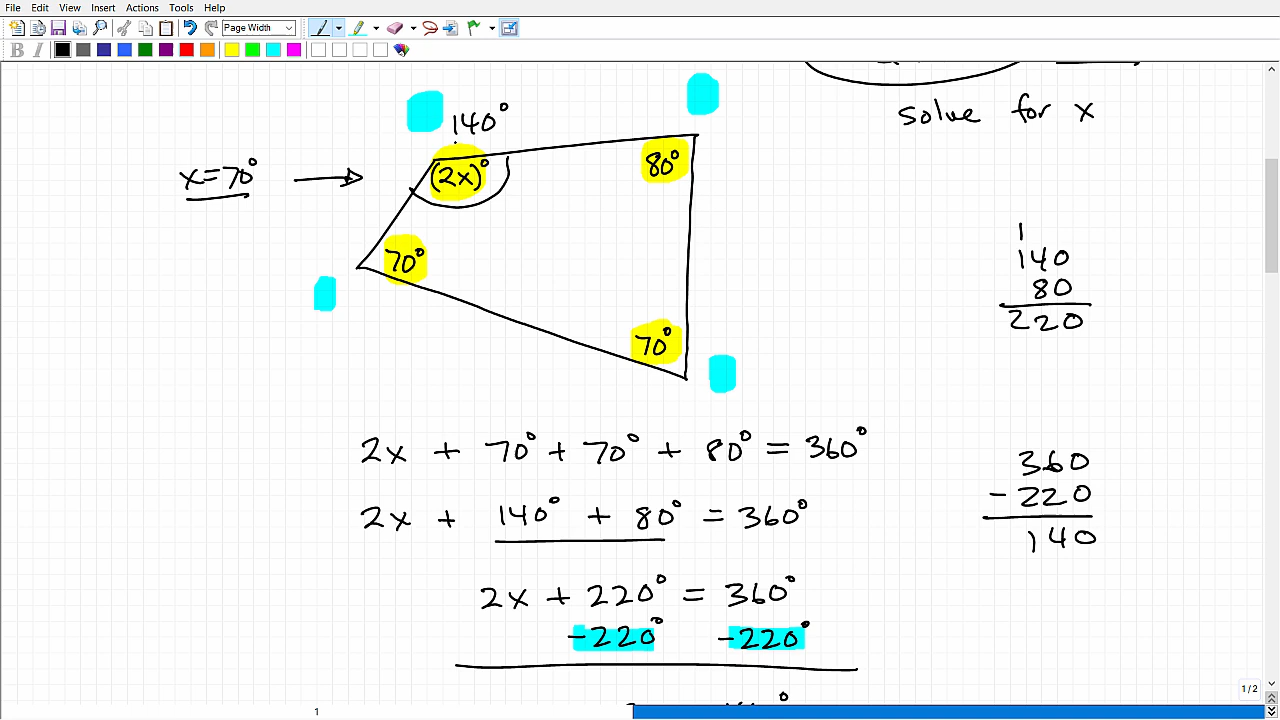 File Edit View Insert Actions Tools Help
Page Width
B I
solve for x
140°
x=70°
(2x)°
80°
70°
70°
1
140
80
220
2x + 70° + 70° + 80° = 360°
2x + 140° + 80° = 360°
360
-220
140
2x + 220° = 360°
-220° -220°
1/2
1